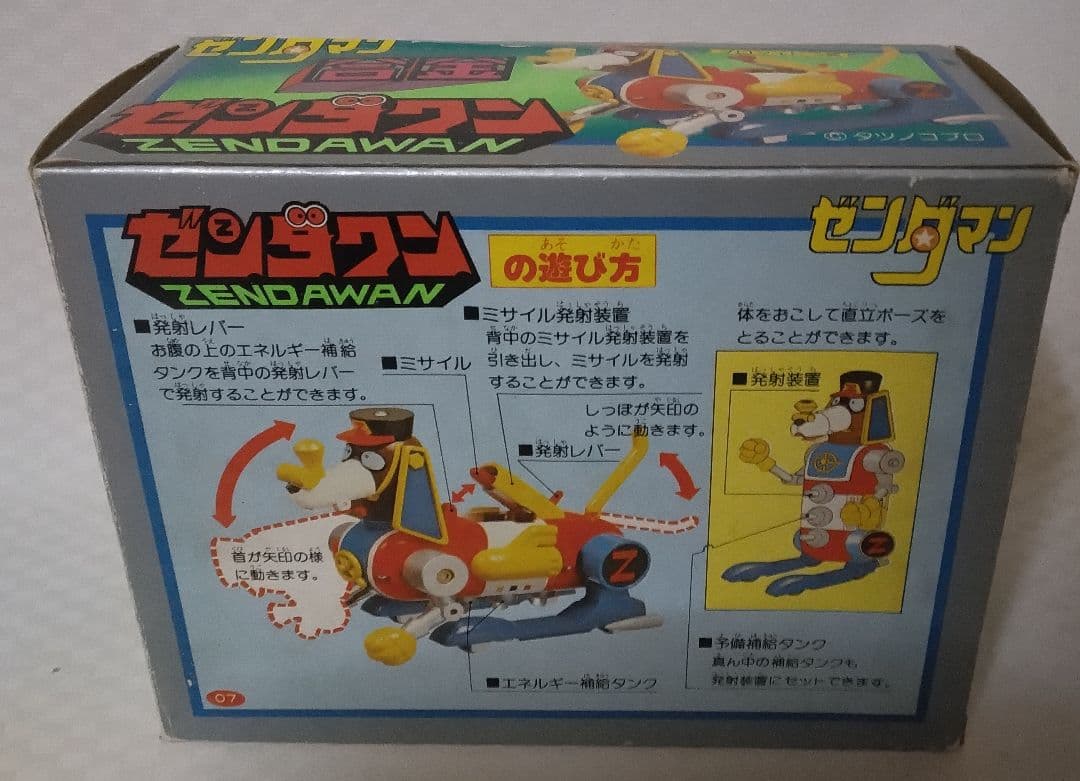 ゼンダマン
合金
ゼンダワン
ZENDAWAN
Z
©タツノコプロ
ゼンダワン
ZENDAWAN
の遊び方
あそ かた
ゼンダマン
■発射レバー
お腹の上のエネルギー補給
タンクを背中の発射レバー
で発射することができます。
■ミサイル
■ミサイル発射装置
背中のミサイル発射装置を
引き出し、ミサイルを発射
することができます。
しっぽが矢印の
ように動きます。
■発射レバー
体をおこして直立ポーズを
とることができます。
■発射装置
首が矢印の様
に動きます。
Z
Z
■エネルギー補給タンク
■予備補給タンク
真ん中の補給タンクも
発射装置にセットできます。
07